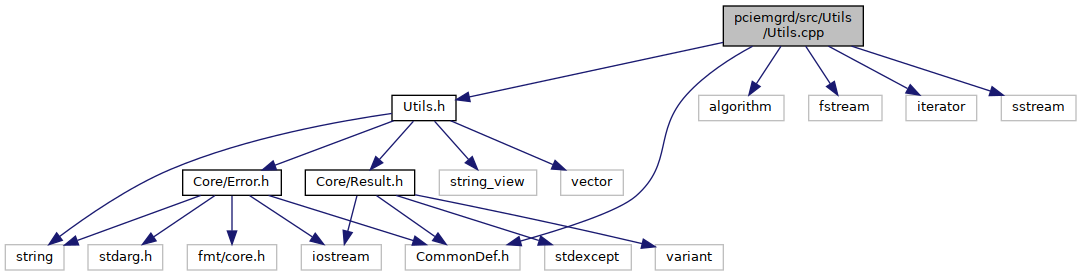 pciemgrd/src/Utils
/Utils.cpp
Utils.h
algorithm
fstream
iterator
sstream
Core/Error.h
Core/Result.h
string_view
vector
string
stdarg.h
fmt/core.h
iostream
CommonDef.h
stdexcept
variant